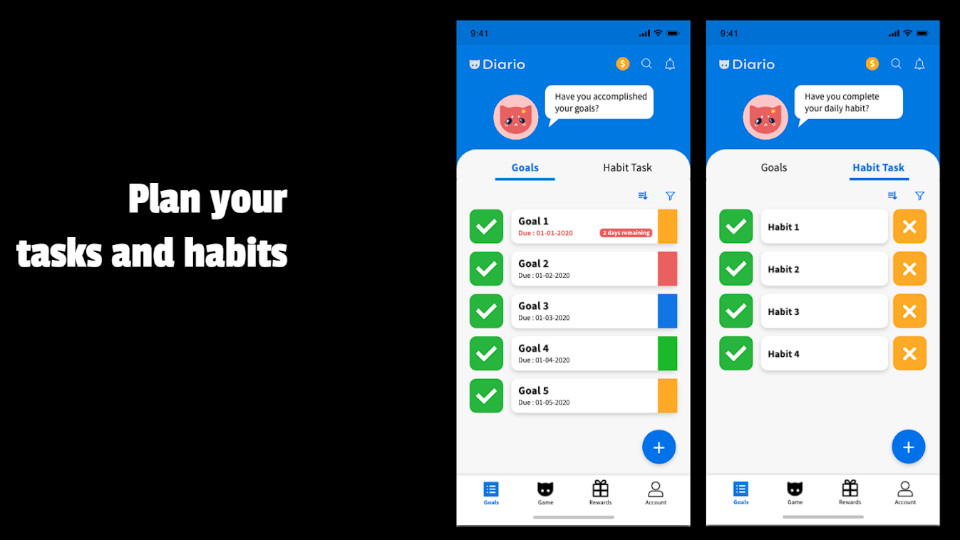 Plan your
tasks and habits
9:41
Diario
$
Have you accomplished
your goals?
Goals
Habit Task
Goal 1
Due : 01-01-2020
2 days remaining
Goal 2
Due : 01-02-2020
Goal 3
Due : 01-03-2020
Goal 4
Due : 01-04-2020
Goal 5
Due : 01-05-2020
+
Goals
Game
Rewards
Account
9:41
Diario
$
Have you complete
your daily habit?
Goals
Habit Task
Habit 1
Habit 2
Habit 3
Habit 4
+
Goals
Game
Rewards
Account